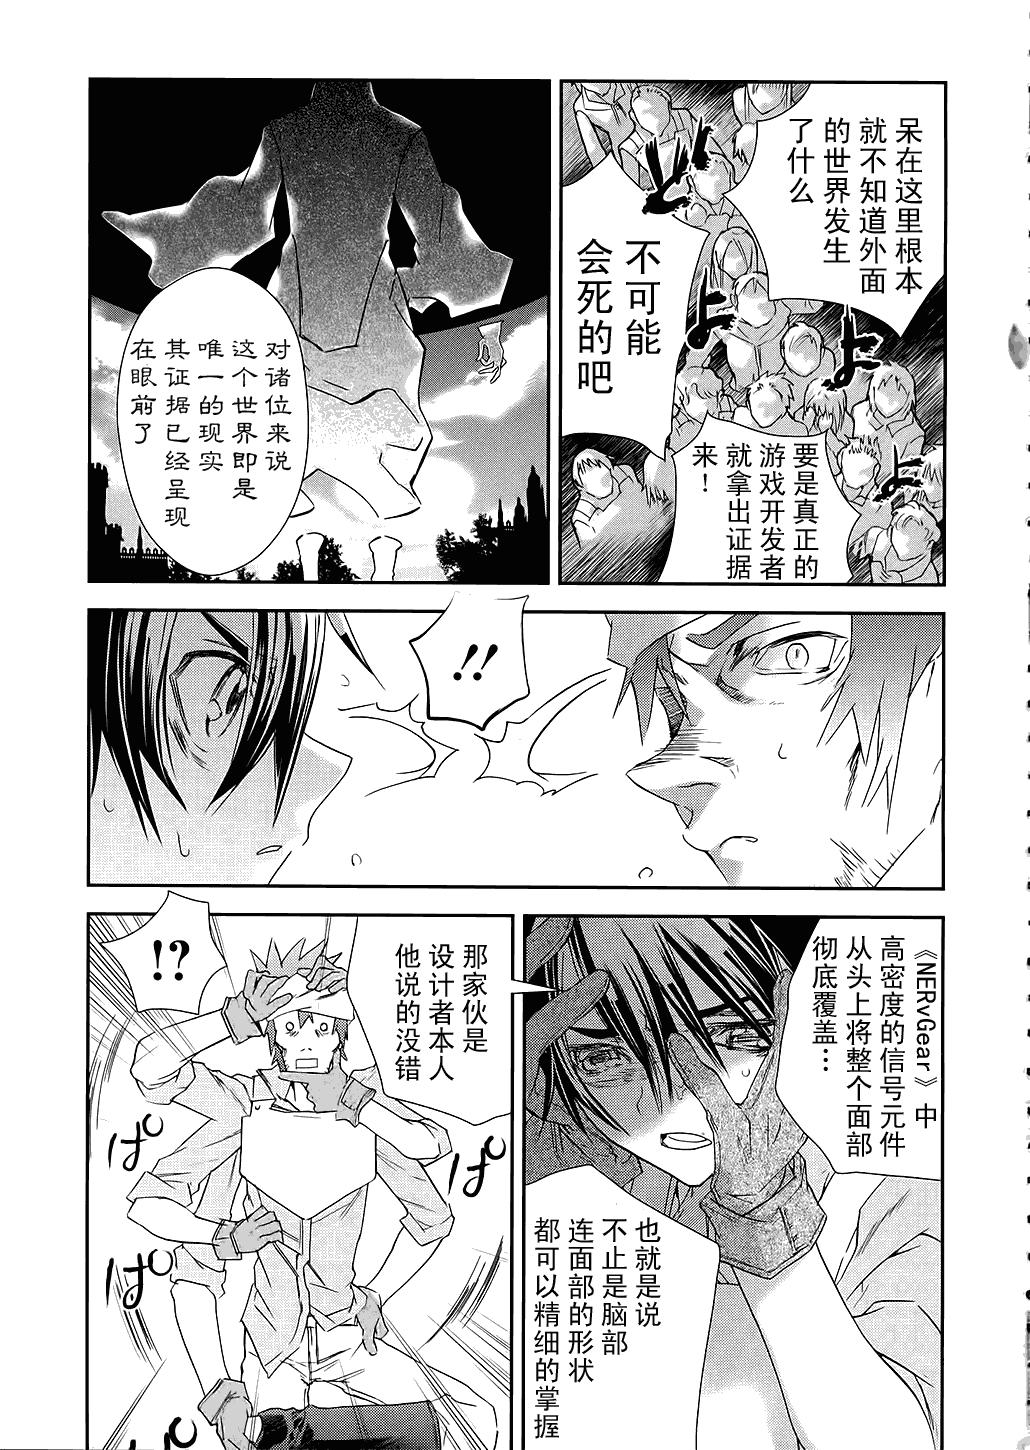 呆在这里根本
就不知道外面
的世界发生
了什么
不可能
会死的吧
よ
よ
要是真正的
游戏开发者
就拿出证据
来！
对诸位来说
这个世界即是
唯一的现实
其证据已经呈现
在眼前了
!!
《NERvGear》中
高密度的信号元件
从头上将整个面部
彻底覆盖…
也就是说
不止是脑部
连面部的形状
都可以精细的掌握
那家伙是
设计者本人
他说的没错
!?
ぱ
ぱ
ぱ
ぱ